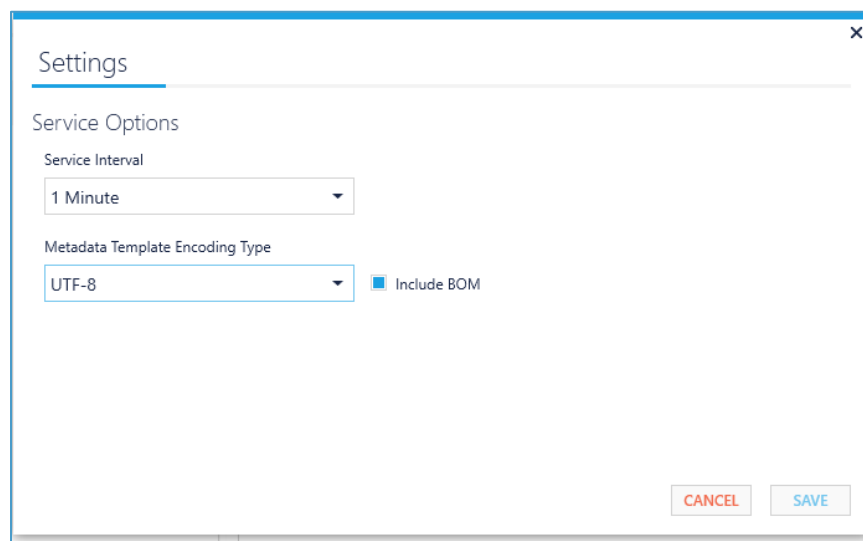 Settings
Service Options
Service Interval
1 Minute
Metadata Template Encoding Type
UTF-8
Include BOM
CANCEL
SAVE